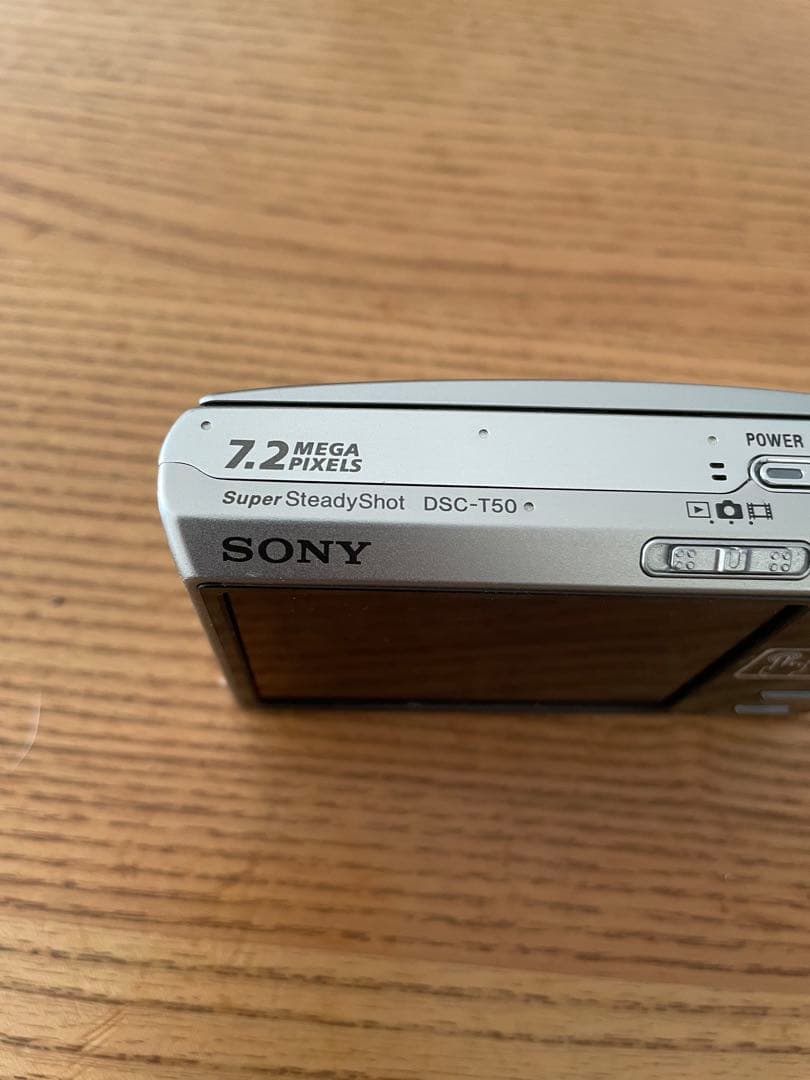 7.2 MEGA PIXELS
POWER
Super SteadyShot DSC-T50
SONY